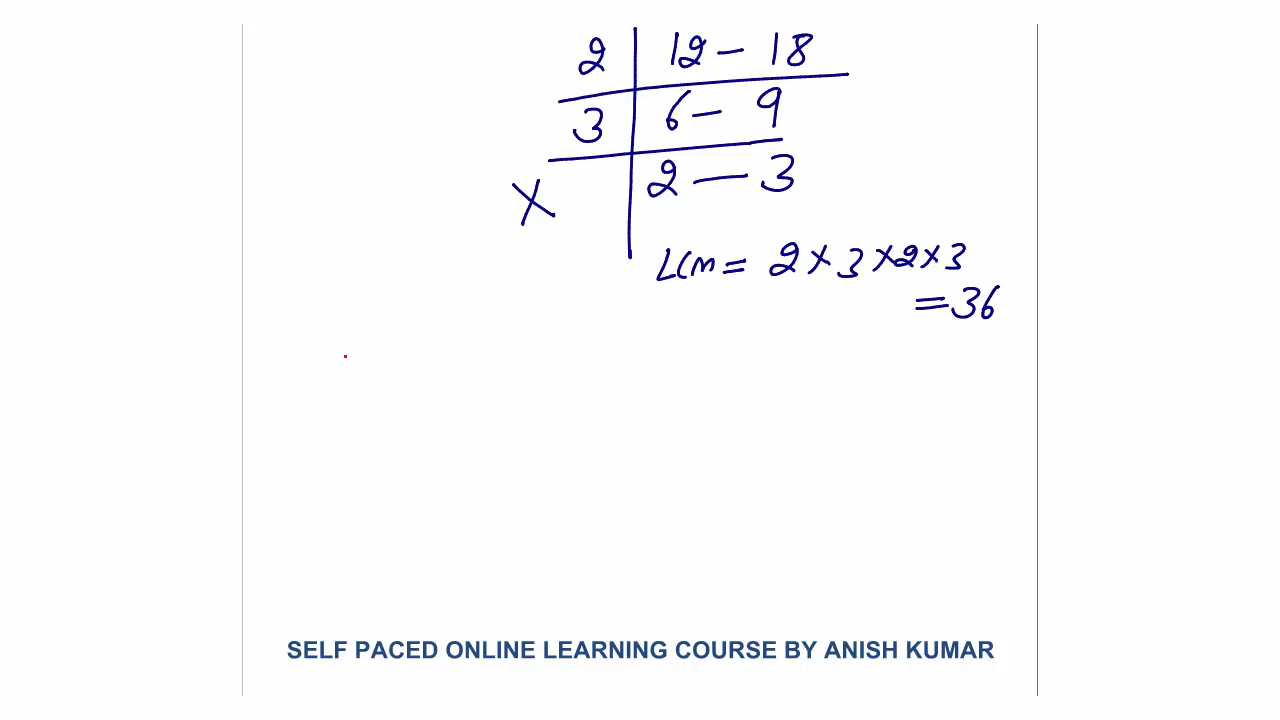 2 | 12 – 18
3 | 6 – 9
× | 2 – 3
LCM = 2 × 3 × 2 × 3
= 36
SELF PACED ONLINE LEARNING COURSE BY ANISH KUMAR